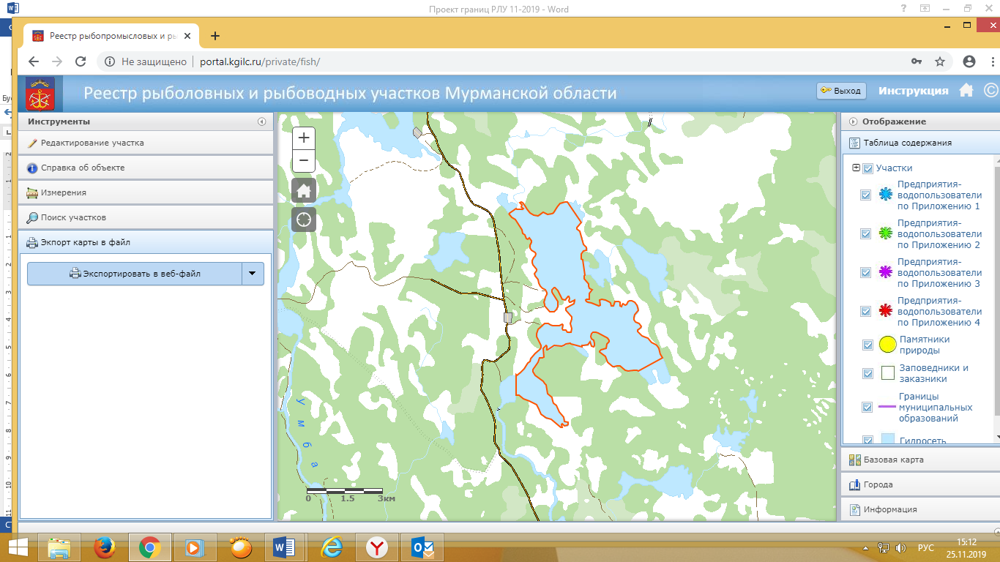 Проект границ РЛУ 11-2019 - Word
Реестр рыбопромысловых и ры
Не защищено
portal.kgilc.ru/private/fish/
Реестр рыболовных и рыбоводных участков Мурманской области
Выход
Инструкция
Инструменты
Редактирование участка
Справка об объекте
Измерения
Поиск участков
Экспорт карты в файл
Экспортировать в веб-файл
+
−
Умба
0 1.5 3км
Отображение
Таблица содержания
Участки
Предприятия-
водопользователи
по Приложению 1
Предприятия-
водопользователи
по Приложению 2
Предприятия-
водопользователи
по Приложению 3
Предприятия-
водопользователи
по Приложению 4
Памятники
природы
Заповедники и
заказники
Границы
муниципальных
образований
Гидросеть
Базовая карта
Города
Информация
РУС
15:12
25.11.2019